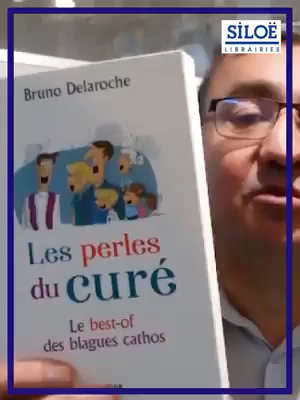 SiLOË
LIBRAIRIES
Bruno Delaroche
Les perles
du curé
Le best-of
des blagues cathos